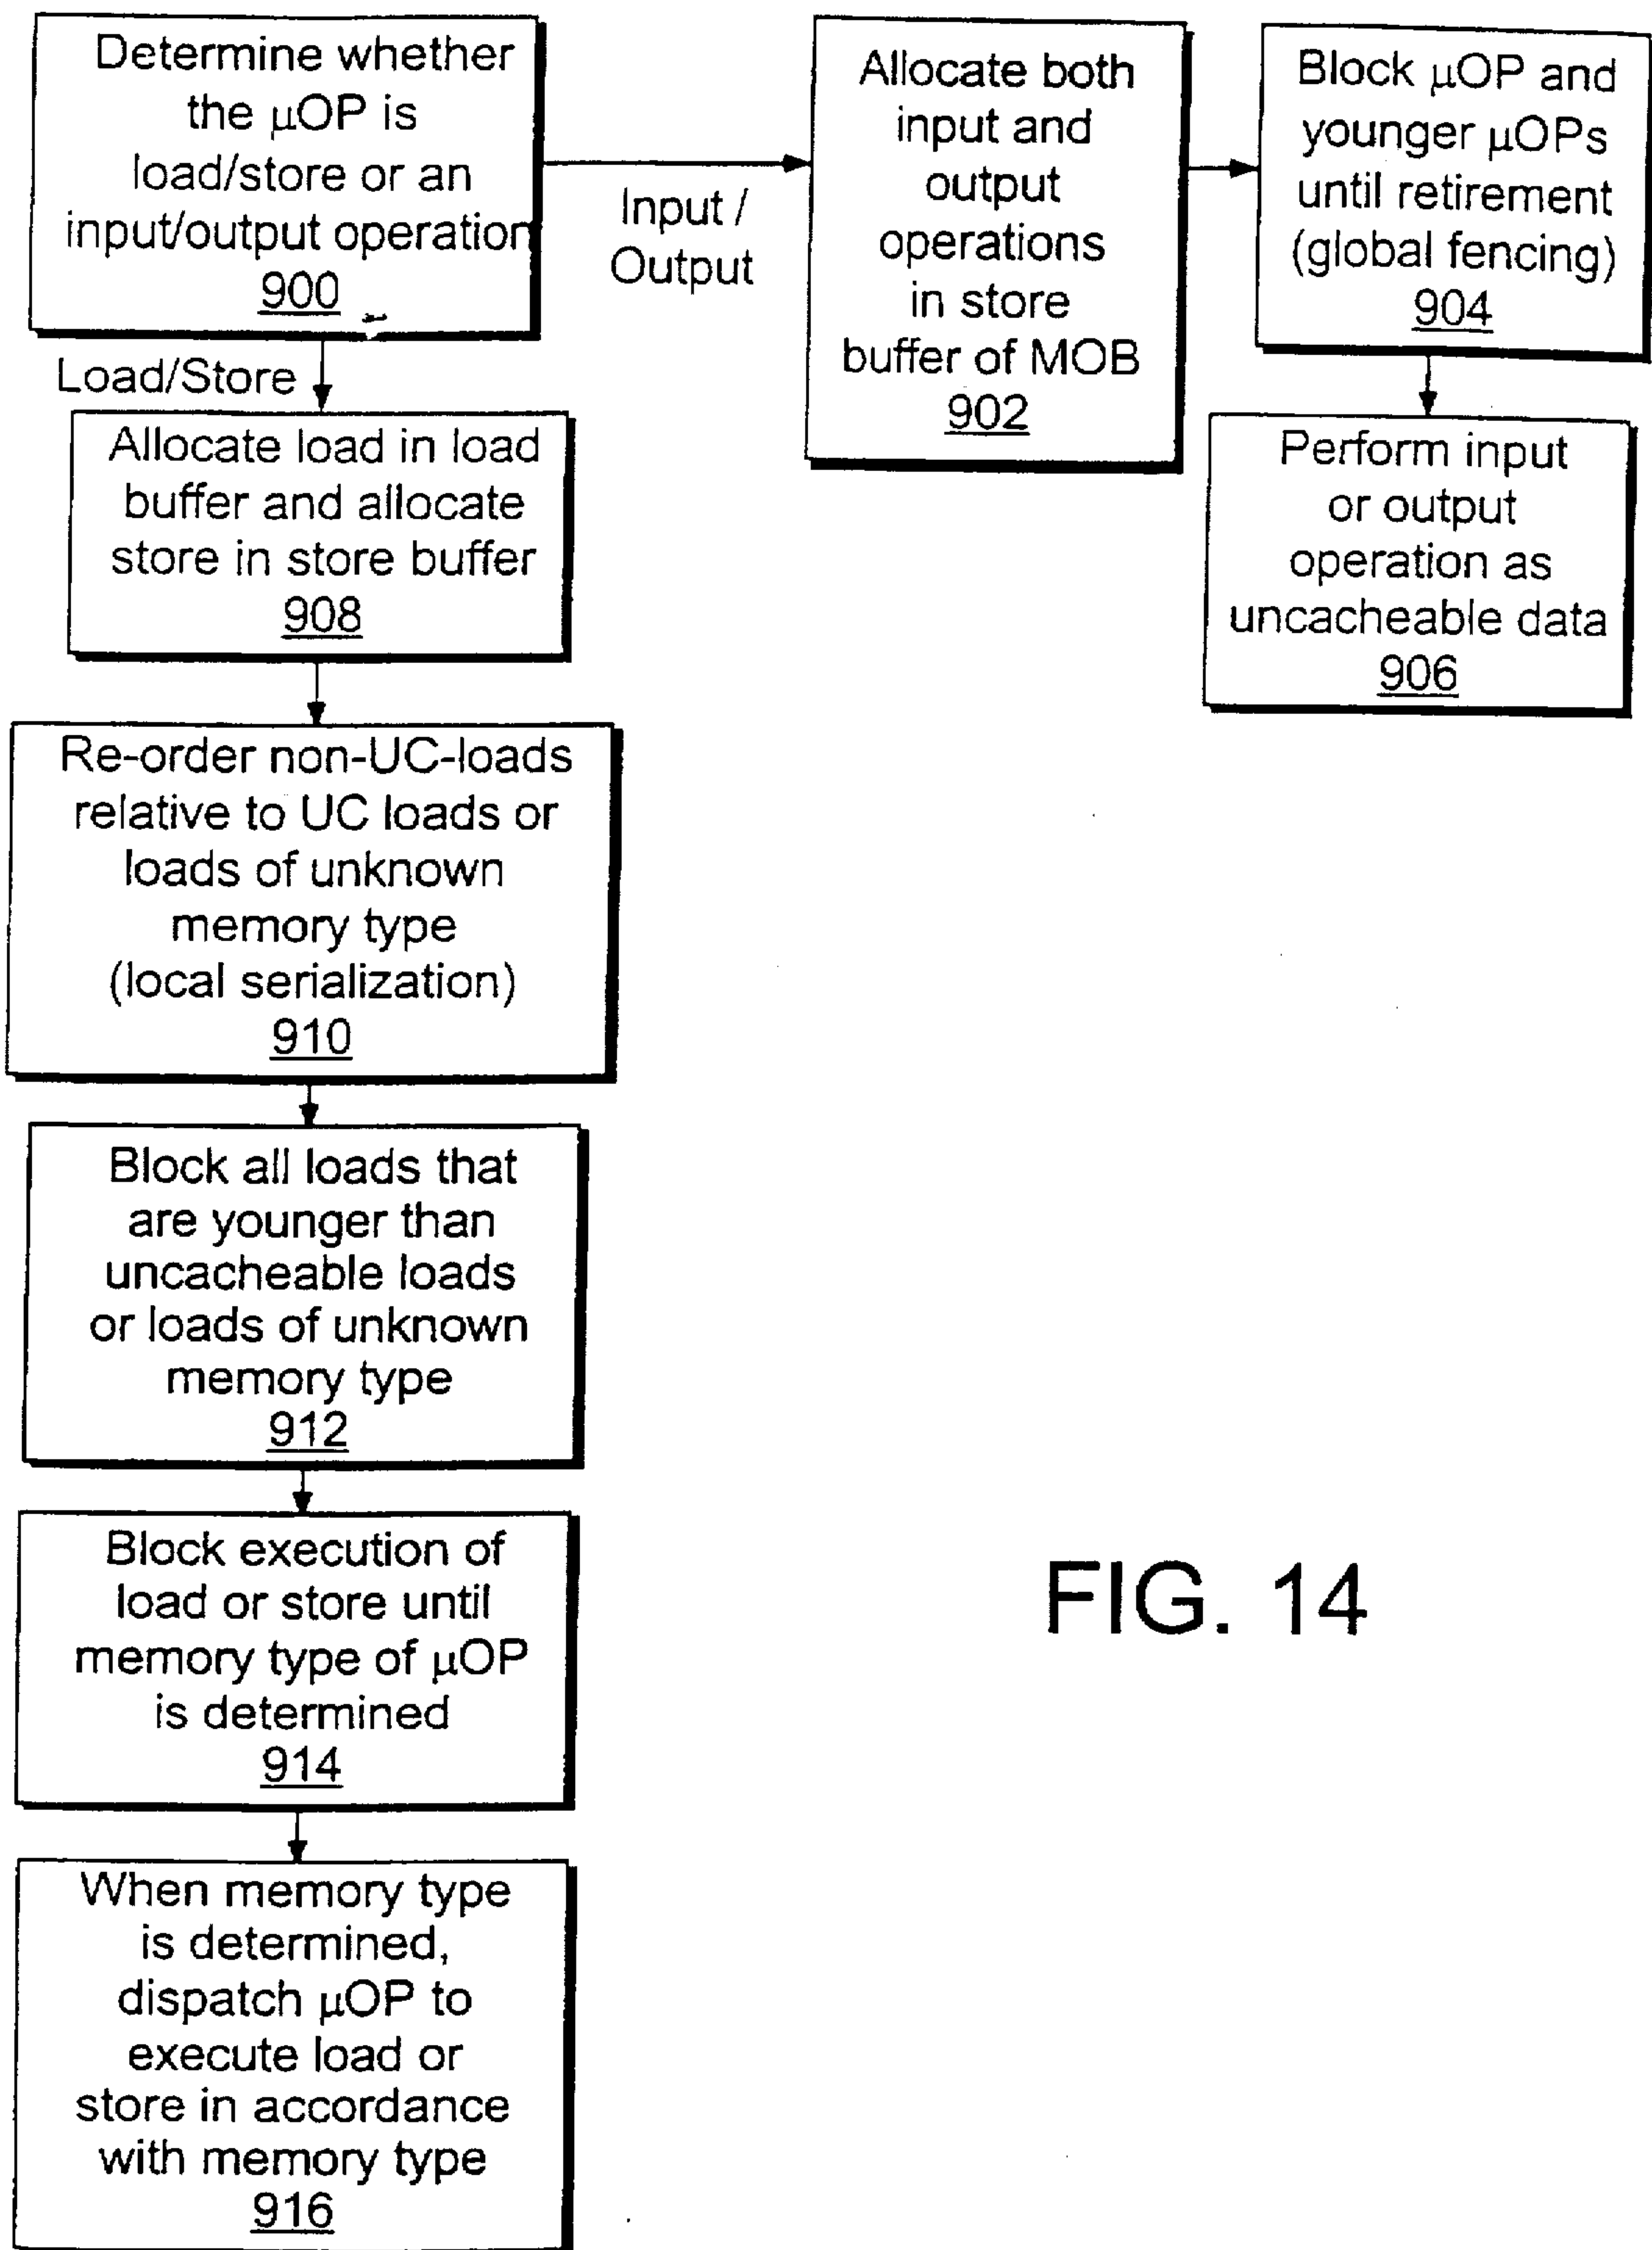 Determine whether
the μOP is
load/store or an
input/output operation
900
Input /
Output
Allocate both
input and
output
operations
in store
buffer of MOB
902
Block μOP and
younger μOPs
until retirement
(global fencing)
904
Perform input
or output
operation as
uncacheable data
906
Load/Store
Allocate load in load
buffer and allocate
store in store buffer
908
Re-order non-UC-loads
relative to UC loads or
loads of unknown
memory type
(local serialization)
910
Block all loads that
are younger than
uncacheable loads
or loads of unknown
memory type
912
Block execution of
load or store until
memory type of μOP
is determined
914
When memory type
is determined,
dispatch μOP to
execute load or
store in accordance
with memory type
916
FIG. 14